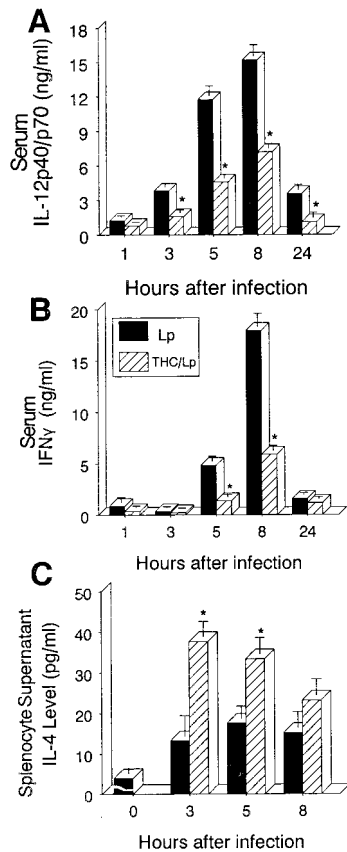 A
Serum
IL-12p40/p70 (ng/ml)
18
15
12
9
6
3
0
*
*
*
*
1 3 5 8 24
Hours after infection
B
Serum
IFNγ (ng/ml)
20
15
10
5
0
Lp
THC/Lp
*
*
1 3 5 8 24
Hours after infection
C
Splenocyte Supernatant
IL-4 Level (pg/ml)
50
40
30
20
10
0
*
*
0 3 5 8
Hours after infection